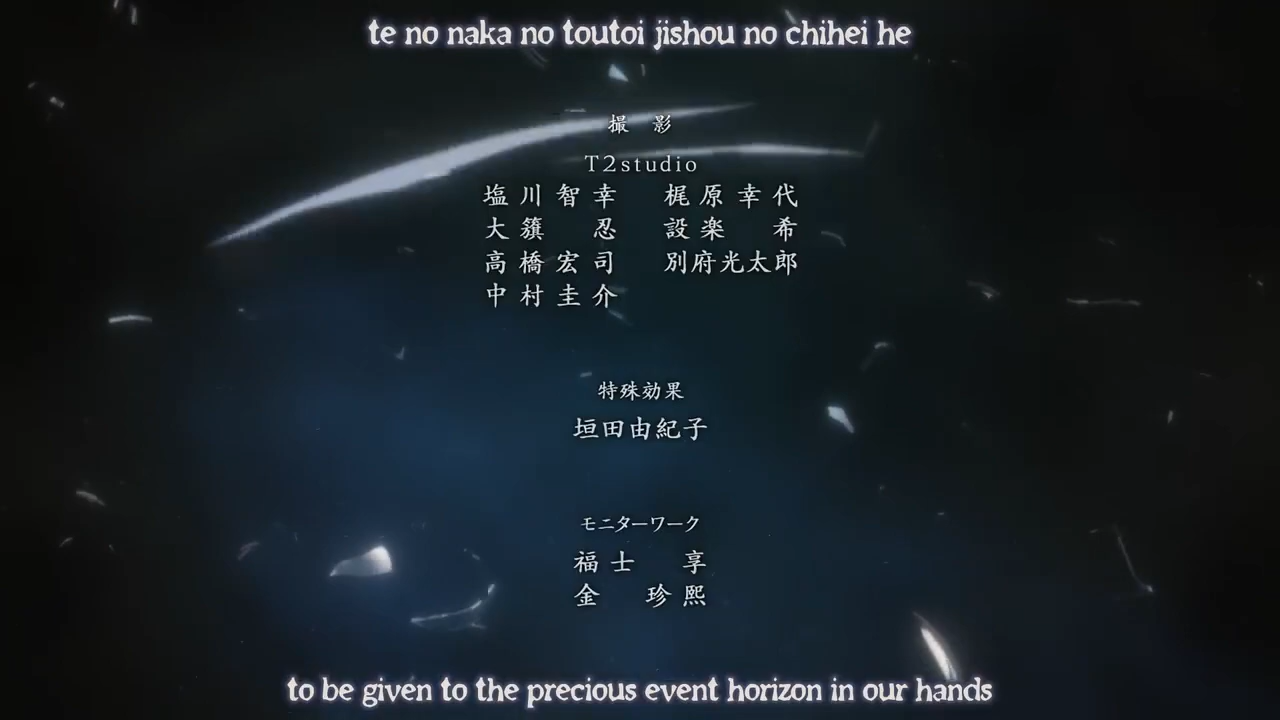 te no naka no toutoi jishou no chihei he
撮 影
T2studio
塩川智幸 梶原幸代
大籏 忍 設楽 希
高橋宏司 別府光太郎
中村圭介
特殊効果
垣田由紀子
モニターワーク
福士 享
金 珍熙
to be given to the precious event horizon in our hands